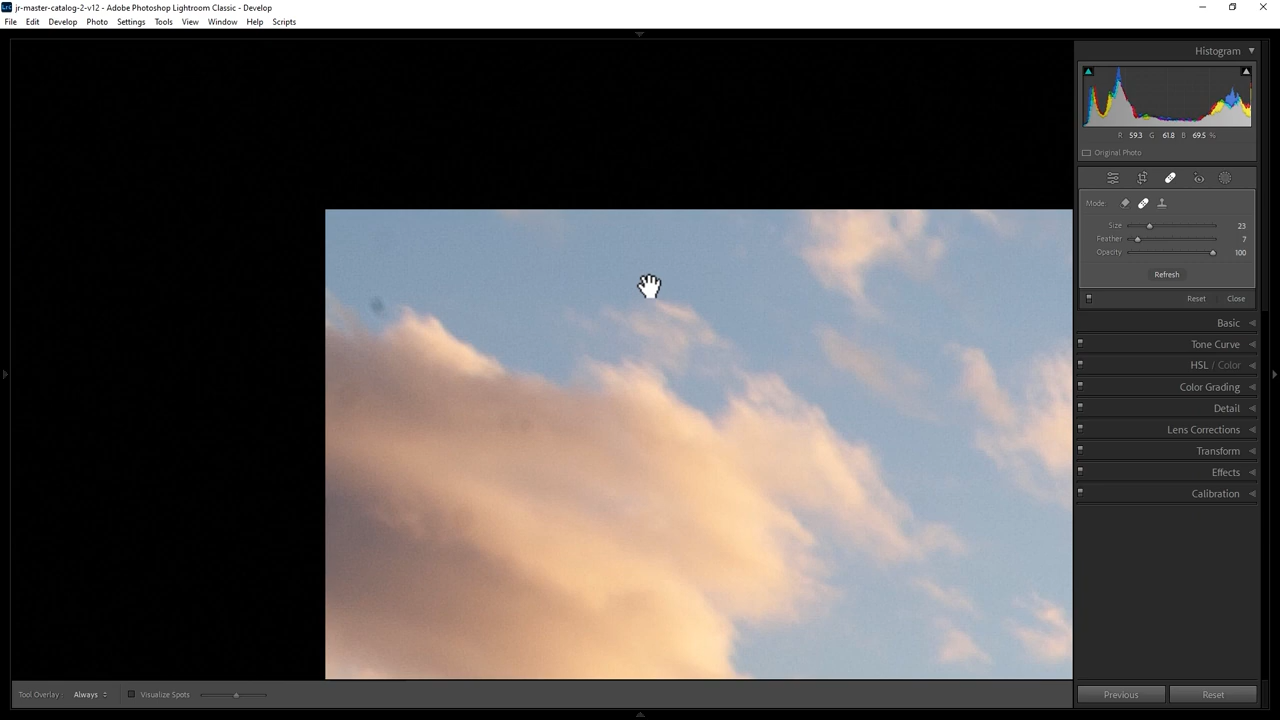 jr-master-catalog-2-v12 - Adobe Photoshop Lightroom Classic - Develop
File Edit Develop Photo Settings Tools View Window Help Scripts
Histogram
R 59.3 G 61.8 B 69.5 %
Original Photo
Mode:
Size 23
Feather 7
Opacity 100
Refresh
Reset Close
Basic
Tone Curve
HSL / Color
Color Grading
Detail
Lens Corrections
Transform
Effects
Calibration
Tool Overlay : Always Visualize Spots
Previous Reset